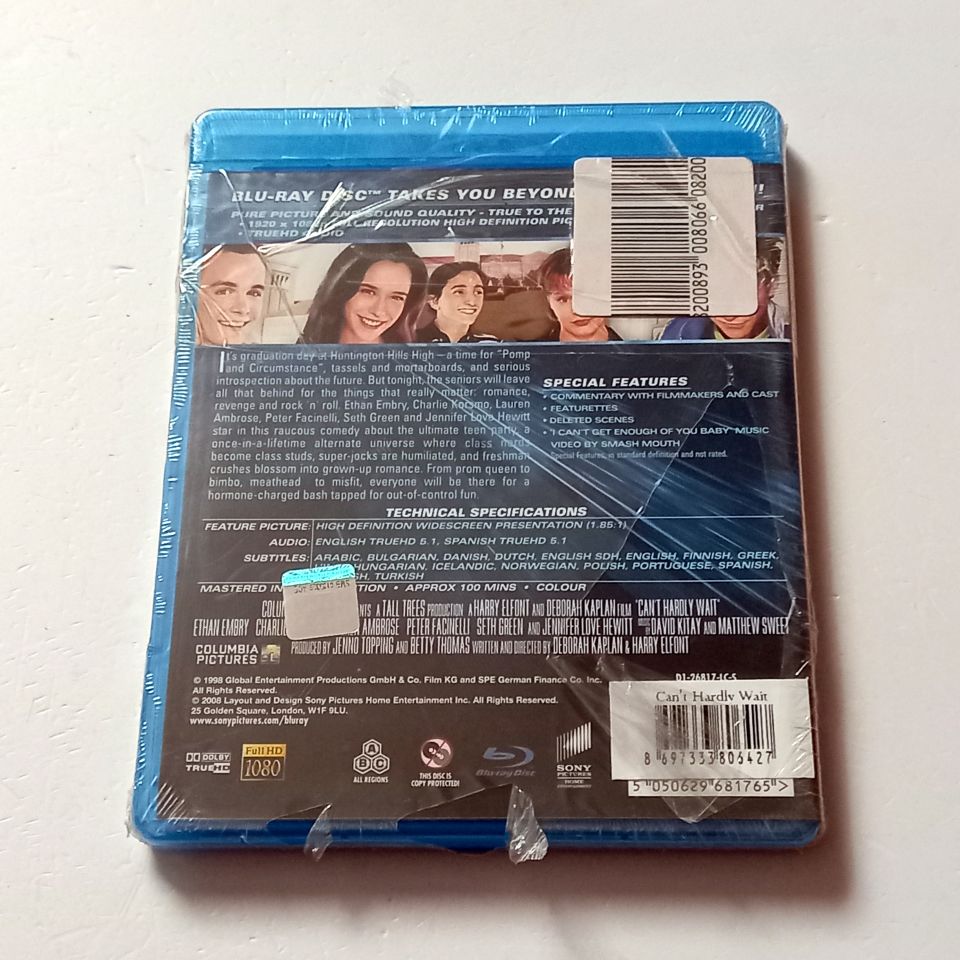 BLU-RAY DISC™ TAKES YOU BEYOND
PURE PICTURE AND SOUND QUALITY - TRUE TO THE
• 1920 x 1080p FULL RESOLUTION HIGH DEFINITION
• TRUEHD AUDIO
8200893 008066 08200
It's graduation day at Huntington Hills High – a time for "Pomp
and Circumstance", tassels and mortarboards, and serious
introspection about the future. But tonight, the seniors will leave
all that behind for the things that really matter: romance,
revenge and rock 'n' roll. Ethan Embry, Charlie Korsmo, Lauren
Ambrose, Peter Facinelli, Seth Green and Jennifer Love Hewitt
star in this raucous comedy about the ultimate teen party, a
once-in-a-lifetime alternate universe where class nerds
become class studs, super-jocks are humiliated, and freshman
crushes blossom into grown-up romance. From prom queen to
bimbo, meathead to misfit, everyone will be there for a
hormone-charged bash tapped for out-of-control fun.
SPECIAL FEATURES
• COMMENTARY WITH FILMMAKERS AND CAST
• FEATURETTES
• DELETED SCENES
• 'I CAN'T GET ENOUGH OF YOU BABY' MUSIC
VIDEO BY SMASH MOUTH
Special Features, in standard definition and not rated.
TECHNICAL SPECIFICATIONS
FEATURE PICTURE: HIGH DEFINITION WIDESCREEN PRESENTATION (1.85:1)
AUDIO: ENGLISH TRUEHD 5.1, SPANISH TRUEHD 5.1
SUBTITLES: ARABIC, BULGARIAN, DANISH, DUTCH, ENGLISH SDH, ENGLISH, FINNISH, GREEK,
HUNGARIAN, ICELANDIC, NORWEGIAN, POLISH, PORTUGUESE, SPANISH,
TURKISH
MASTERED IN • APPROX 100 MINS • COLOUR
A TALL TREES PRODUCTION A HARRY ELFONT AND DEBORAH KAPLAN FILM "CAN'T HARDLY WAIT"
ETHAN EMBRY AMBROSE PETER FACINELLI SETH GREEN AND JENNIFER LOVE HEWITT MUSIC BY DAVID KITAY AND MATTHEW SWEET
PRODUCED BY JENNO TOPPING AND BETTY THOMAS WRITTEN AND DIRECTED BY DEBORAH KAPLAN & HARRY ELFONT
COLUMBIA
PICTURES
D1-26817-LC-S
© 1998 Global Entertainment Productions GmbH & Co. Film KG and SPE German Finance Co. Inc.
All Rights Reserved.
© 2008 Layout and Design Sony Pictures Home Entertainment Inc. All Rights Reserved.
25 Golden Square, London, W1F 9LU.
www.sonypictures.com/bluray
DOLBY
TRUEHD
Full HD
1080
A
B C
ALL REGIONS
THIS DISC IS
COPY PROTECTED!
Blu-ray Disc
SONY
PICTURES
HOME
ENTERTAINMENT
Can't Hardly Wait
8 697333 806427
5 050629 681765 >